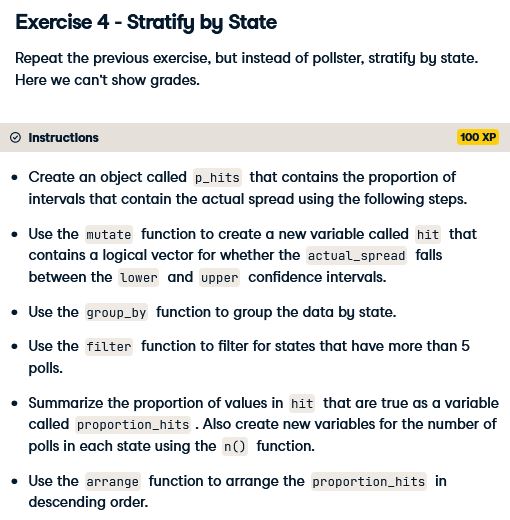 Exercise 4 - Stratify by State
Repeat the previous exercise, but instead of pollster, stratify by state.
Here we can't show grades.
Instructions
100 XP
• Create an object called p_hits that contains the proportion of
intervals that contain the actual spread using the following steps.
• Use the mutate function to create a new variable called hit that
contains a logical vector for whether the actual_spread falls
between the lower and upper confidence intervals.
• Use the group_by function to group the data by state.
• Use the filter function to filter for states that have more than 5
polls.
• Summarize the proportion of values in hit that are true as a variable
called proportion_hits . Also create new variables for the number of
polls in each state using the n() function.
• Use the arrange function to arrange the proportion_hits in
descending order.